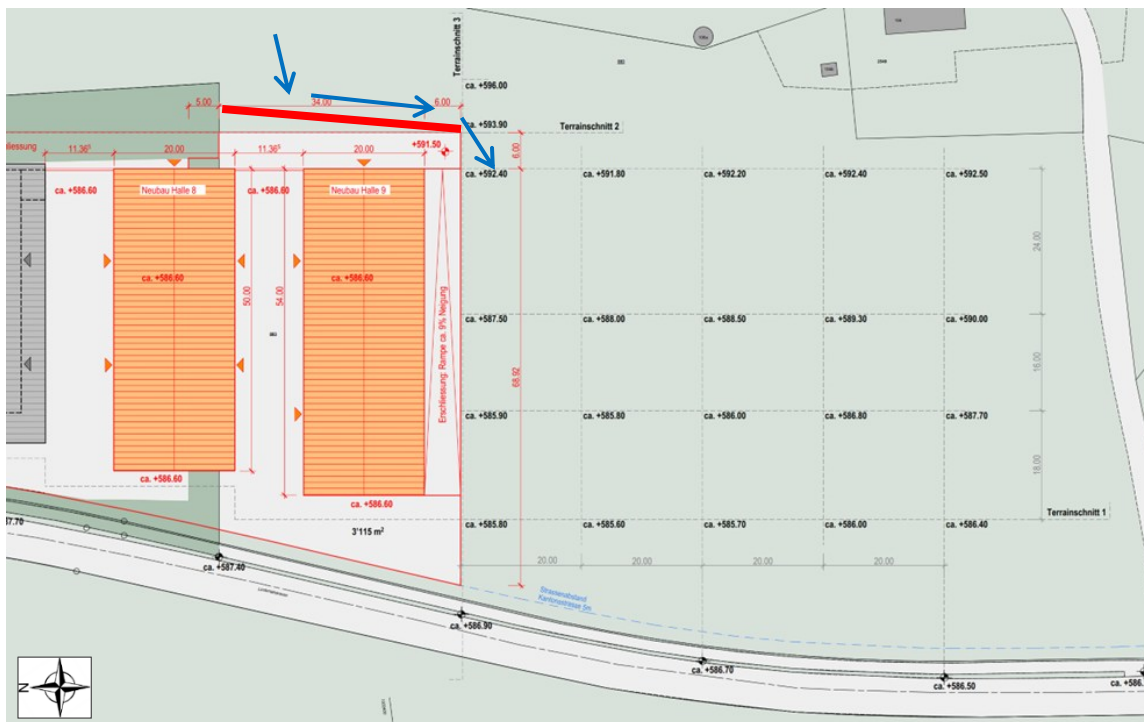 Terrainschnitt 3
ca. +596.00
5.00
34.00
6.00
ca. +593.90
Terrainschnitt 2
11.36⁵
20.00
11.36⁵
20.00
+591.50
6.00
ca. +592.40
ca. +591.80
ca. +592.20
ca. +592.40
ca. +592.50
ca. +586.60
Neubau Halle 8
ca. +586.60
Neubau Halle 9
24.00
ca. +586.60
ca. +586.60
50.00
54.00
ca. +587.50
ca. +588.00
ca. +588.50
ca. +589.30
ca. +590.00
Erschliessung: Rampe ca. 9% Neigung
68.92
16.00
ca. +585.90
ca. +585.80
ca. +586.00
ca. +586.80
ca. +587.70
18.00
ca. +586.60
ca. +586.60
3'115 m²
ca. +585.80
ca. +585.60
ca. +585.70
ca. +586.00
ca. +586.40
Terrainschnitt 1
20.00
20.00
20.00
20.00
ca. +587.40
Strassenabstand
Kantonsstrasse 5m
ca. +586.90
ca. +586.70
ca. +586.50
N